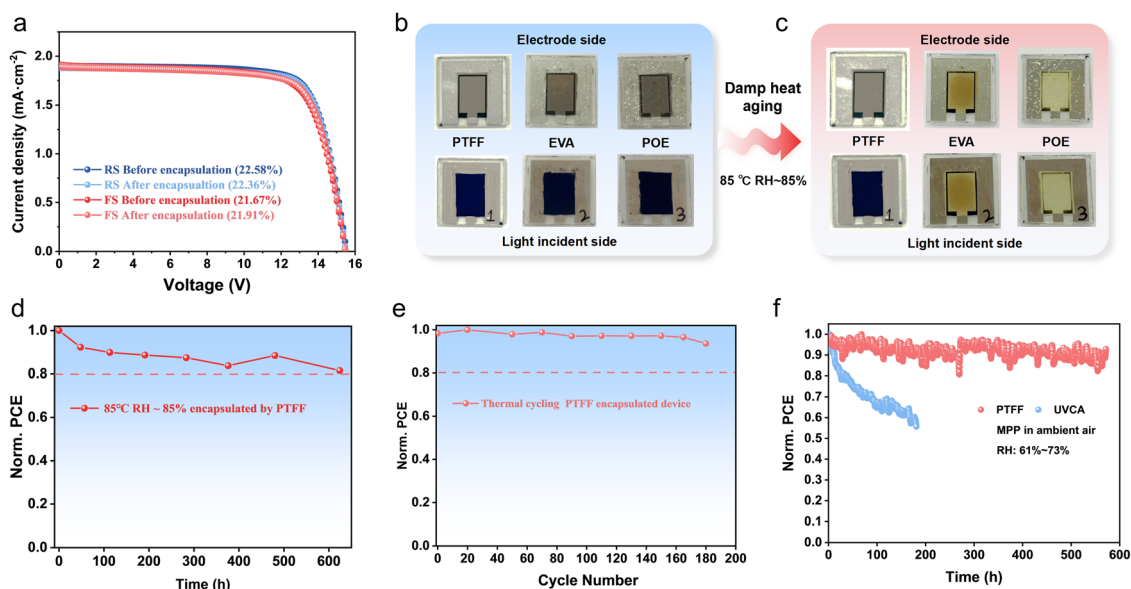 a
Current density (mA·cm⁻²)
2.0
1.5
1.0
0.5
0.0
RS Before encapsulation (22.58%)
RS After encapsualtion (22.36%)
FS Before encapsulation (21.67%)
FS After encapsulation (21.91%)
0 2 4 6 8 10 12 14 16
Voltage (V)
b
Electrode side
PTFF EVA POE
1 2 3
Light incident side
Damp heat
aging
85 °C RH~85%
c
Electrode side
PTFF EVA POE
1 2 3
Light incident side
d
Norm. PCE
1.0
0.8
0.6
0.4
0.2
0.0
85°C RH ~ 85% encapsulated by PTFF
0 100 200 300 400 500 600
Time (h)
e
Norm. PCE
1.0
0.8
0.6
0.4
0.2
0.0
Thermal cycling PTFF encapsulated device
0 20 40 60 80 100 120 140 160 180 200
Cycle Number
f
Norm. PCE
1.0
0.9
0.8
0.7
0.6
0.5
0.4
0.3
0.2
0.1
0.0
PTFF UVCA
MPP in ambient air
RH: 61%~73%
0 100 200 300 400 500 600
Time (h)